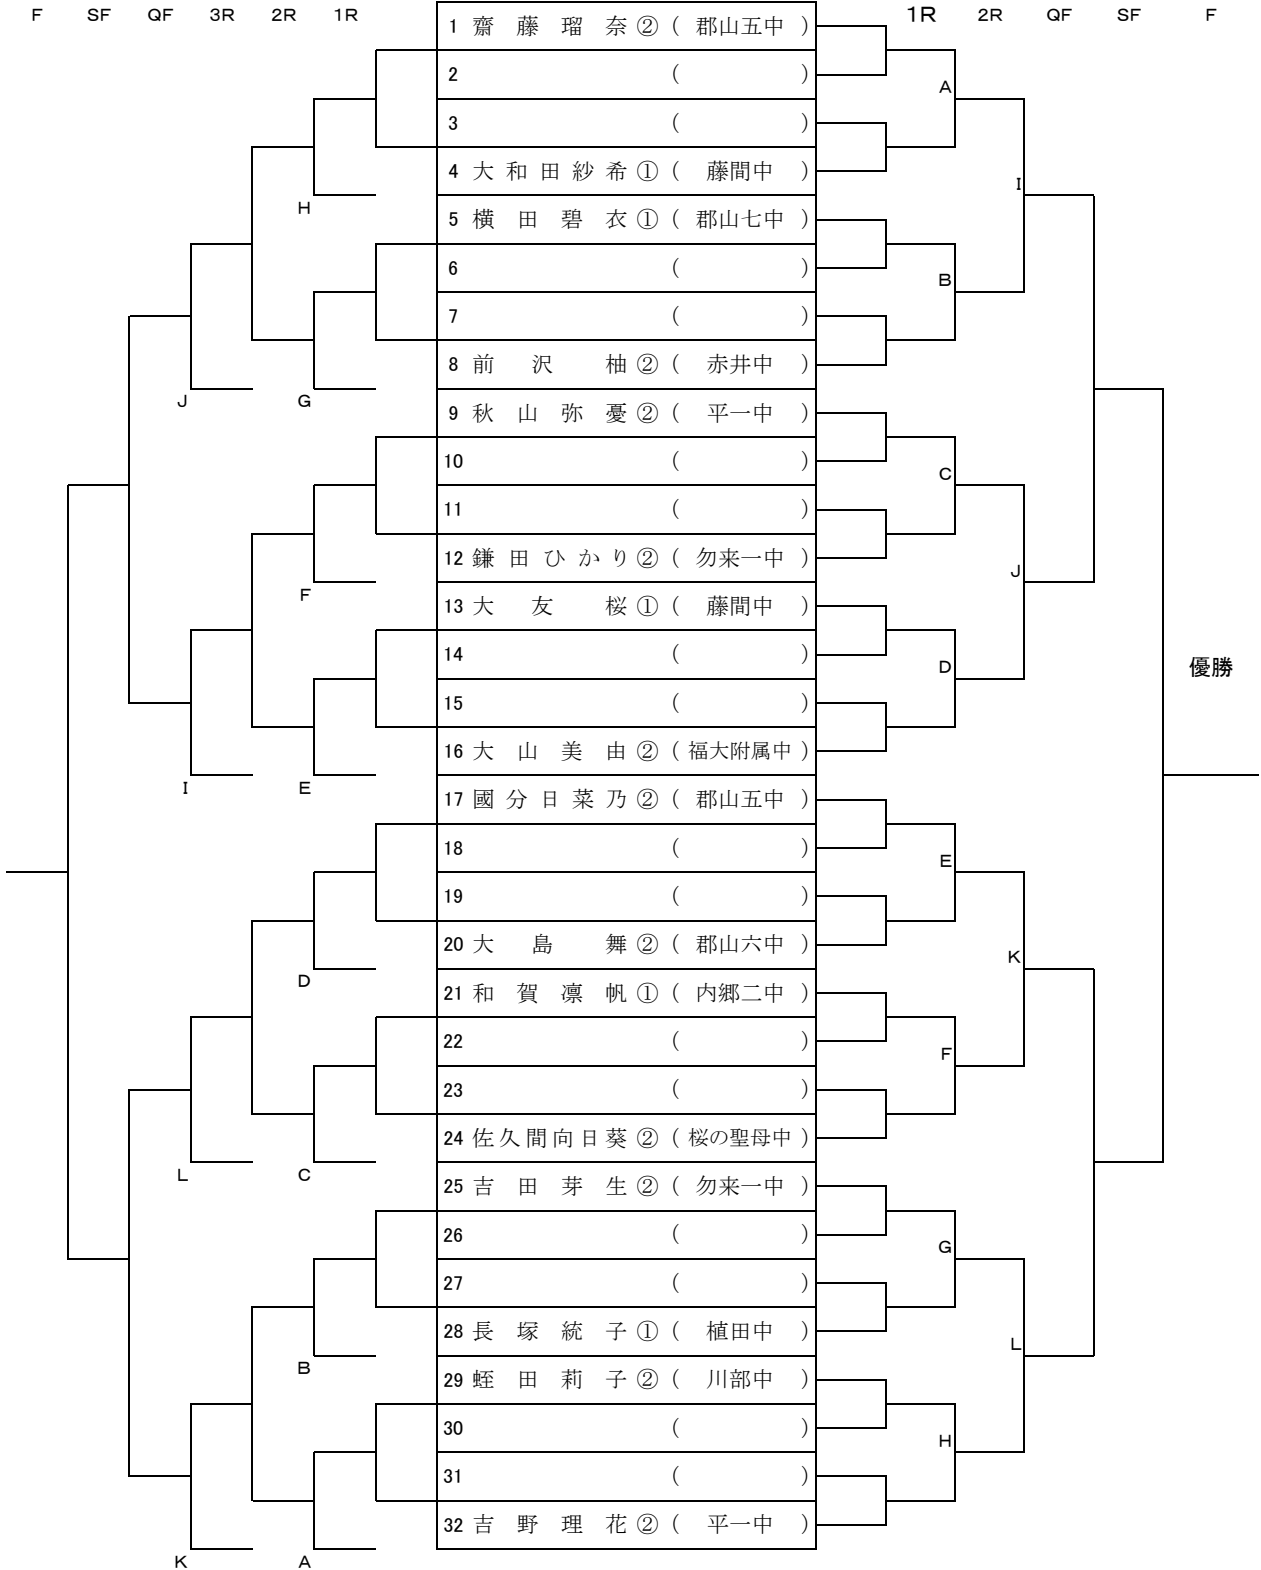 F SF QF 3R 2R 1R 1R 2R QF SF F
1 齋藤瑠奈② ( 郡山五中 )
2 ( )
A
3 ( )
4 大和田紗希① ( 藤間中 )
I
H
5 横田碧衣① ( 郡山七中 )
6 ( )
B
7 ( )
8 前沢柚② ( 赤井中 )
J G
9 秋山弥憂② ( 平一中 )
10 ( )
C
11 ( )
12 鎌田ひかり② ( 勿来一中 )
J
F
13 大友桜① ( 藤間中 )
14 ( )
D
優勝
15 ( )
16 大山美由② ( 福大附属中 )
I E
17 國分日菜乃② ( 郡山五中 )
18 ( )
E
19 ( )
20 大島舞② ( 郡山六中 )
K
D
21 和賀凛帆① ( 内郷二中 )
22 ( )
F
23 ( )
24 佐久間向日葵② ( 桜の聖母中 )
L C
25 吉田芽生② ( 勿来一中 )
26 ( )
G
27 ( )
28 長塚統子① ( 植田中 )
L
B
29 蛭田莉子② ( 川部中 )
30 ( )
H
31 ( )
32 吉野理花② ( 平一中 )
K A